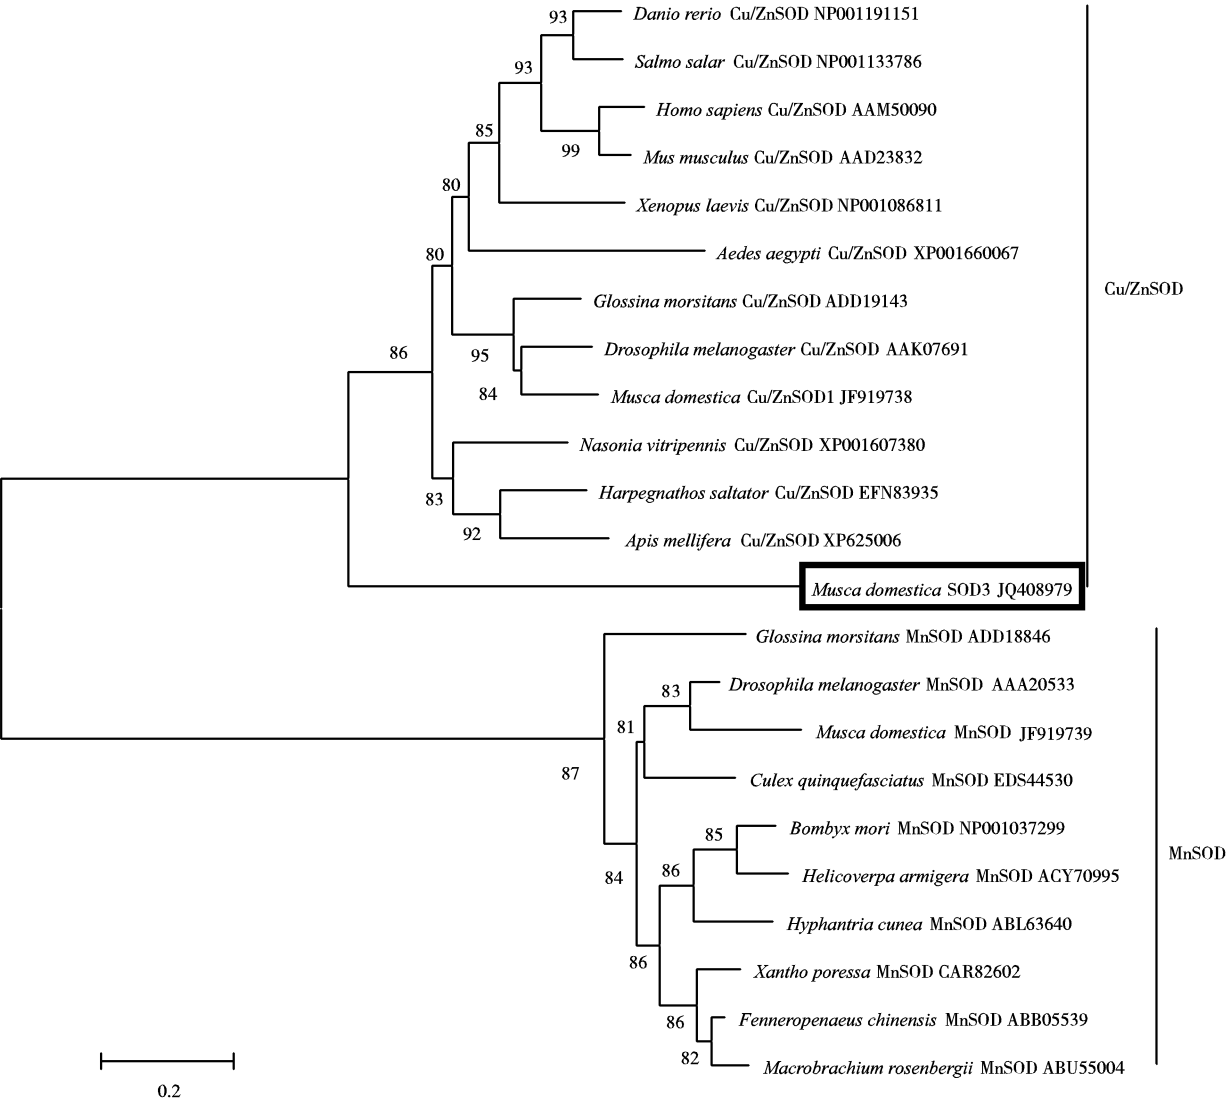 93
Danio rerio Cu/ZnSOD NP001191151
Salmo salar Cu/ZnSOD NP001133786
93
Homo sapiens Cu/ZnSOD AAM50090
85
99
Mus musculus Cu/ZnSOD AAD23832
80
Xenopus laevis Cu/ZnSOD NP001086811
80
Aedes aegypti Cu/ZnSOD XP001660067
Cu/ZnSOD
Glossina morsitans Cu/ZnSOD ADD19143
86
95
Drosophila melanogaster Cu/ZnSOD AAK07691
84
Musca domestica Cu/ZnSOD1 JF919738
Nasonia vitripennis Cu/ZnSOD XP001607380
83
Harpegnathos saltator Cu/ZnSOD EFN83935
92
Apis mellifera Cu/ZnSOD XP625006
Musca domestica SOD3 JQ408979
Glossina morsitans MnSOD ADD18846
83
Drosophila melanogaster MnSOD AAA20533
81
Musca domestica MnSOD JF919739
87
Culex quinquefasciatus MnSOD EDS44530
85
Bombyx mori MnSOD NP001037299
MnSOD
86
84
Helicoverpa armigera MnSOD ACY70995
Hyphantria cunea MnSOD ABL63640
86
Xantho poressa MnSOD CAR82602
86
Fenneropenaeus chinensis MnSOD ABB05539
82
Macrobrachium rosenbergii MnSOD ABU55004
0.2